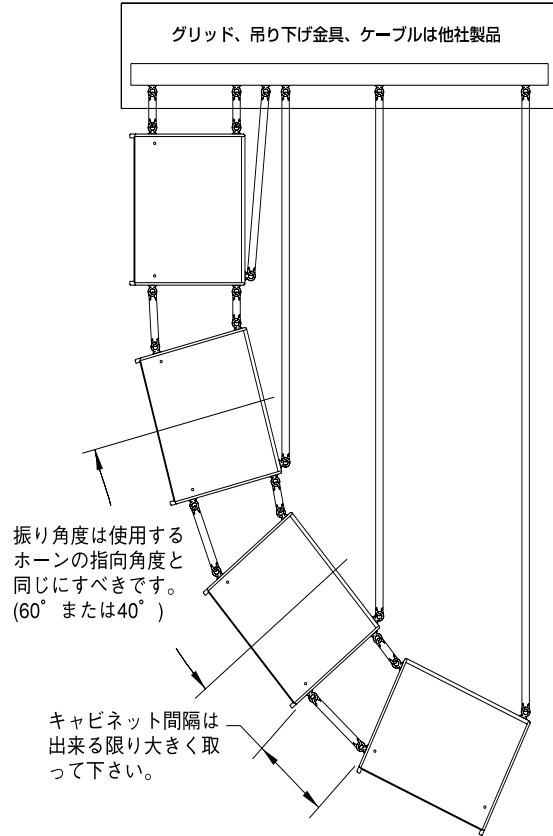 グリッド、吊り下げ金具、ケーブルは他社製品
振り角度は使用する
ホーンの指向角度と
同じにすべきです。
(60°または40°)
キャビネット間隔は
出来る限り大きく取
って下さい。